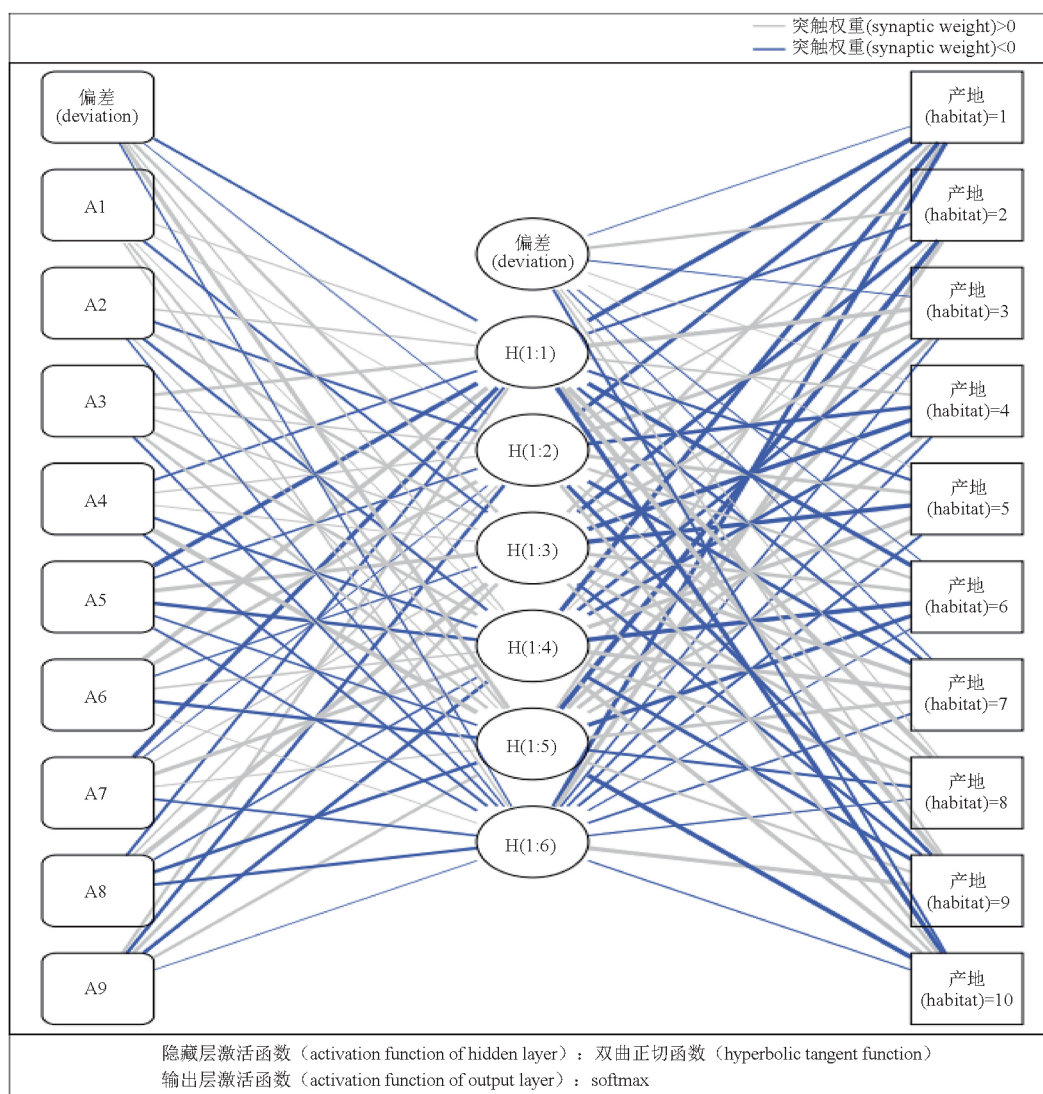 突触权重(synaptic weight)>0
突触权重(synaptic weight)<0
偏差
(deviation)
A1
A2
A3
A4
A5
A6
A7
A8
A9
偏差
(deviation)
H(1:1)
H(1:2)
H(1:3)
H(1:4)
H(1:5)
H(1:6)
产地
(habitat)=1
产地
(habitat)=2
产地
(habitat)=3
产地
(habitat)=4
产地
(habitat)=5
产地
(habitat)=6
产地
(habitat)=7
产地
(habitat)=8
产地
(habitat)=9
产地
(habitat)=10
隐藏层激活函数（activation function of hidden layer）：双曲正切函数（hyperbolic tangent function）
输出层激活函数（activation function of output layer）：softmax